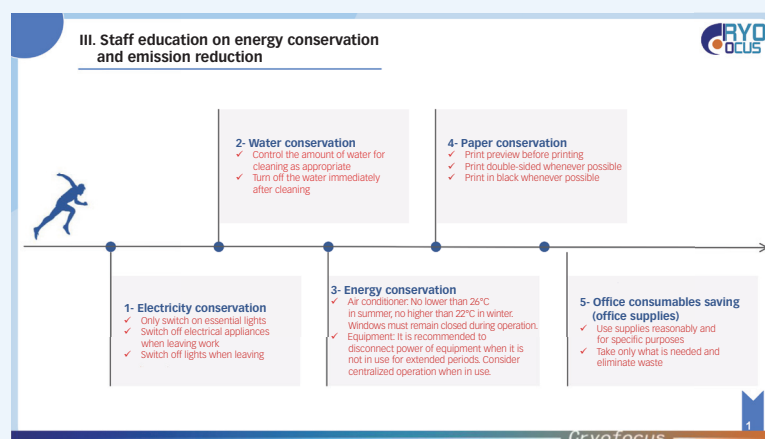 III. Staff education on energy conservation
and emission reduction
CRYO
FOCUS
2- Water conservation
✓ Control the amount of water for
cleaning as appropriate
✓ Turn off the water immediately
after cleaning
4- Paper conservation
✓ Print preview before printing
✓ Print double-sided whenever possible
✓ Print in black whenever possible
1- Electricity conservation
✓ Only switch on essential lights
✓ Switch off electrical appliances
when leaving work
✓ Switch off lights when leaving
3- Energy conservation
✓ Air conditioner: No lower than 26°C
in summer, no higher than 22°C in winter.
Windows must remain closed during operation.
✓ Equipment: It is recommended to
disconnect power of equipment when it is
not in use for extended periods. Consider
centralized operation when in use.
5- Office consumables saving
(office supplies)
✓ Use supplies reasonably and
for specific purposes
✓ Take only what is needed and
eliminate waste
1
Cryofocus